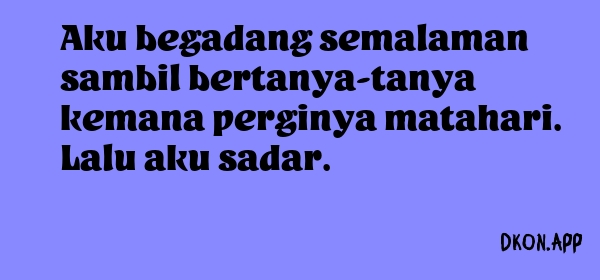 Aku begadang semalaman
sambil bertanya-tanya
kemana perginya matahari.
Lalu aku sadar.
DKON.APP